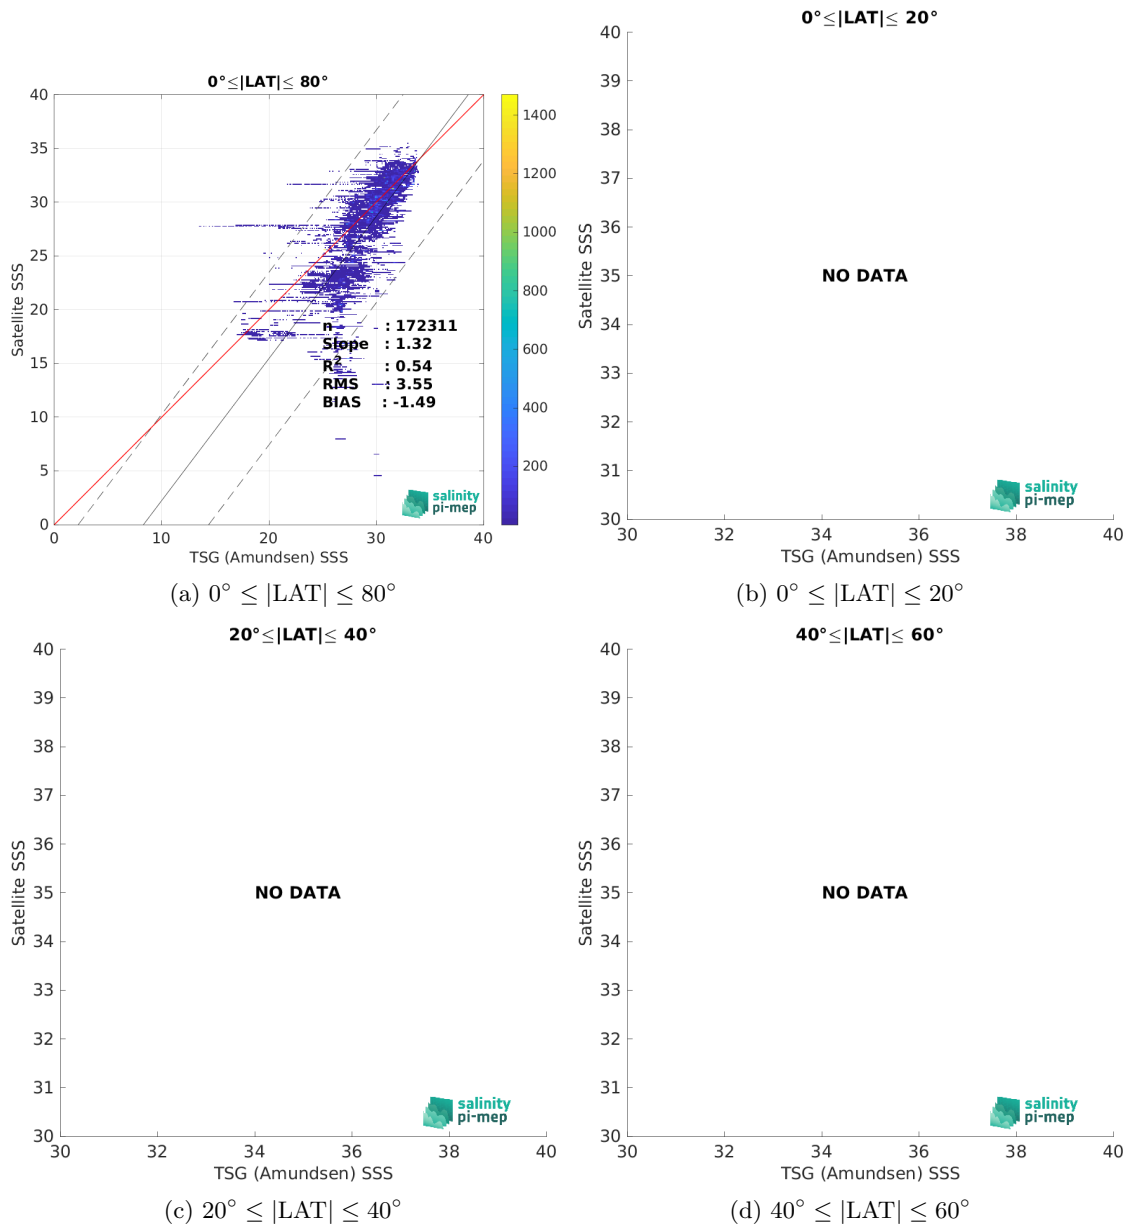 0°≤|LAT|≤ 80°
40
35
30
25
20
15
10
5
0
0
10
20
30
40
Satellite SSS
TSG (Amundsen) SSS
n : 172311
Slope : 1.32
R² : 0.54
RMS : 3.55
BIAS : -1.49
1400
1200
1000
800
600
400
200
salinity
pi-mep
(a) 0° ≤ |LAT| ≤ 80°
0°≤|LAT|≤ 20°
40
39
38
37
36
35
34
33
32
31
30
30
32
34
36
38
40
Satellite SSS
NO DATA
TSG (Amundsen) SSS
salinity
pi-mep
(b) 0° ≤ |LAT| ≤ 20°
20°≤|LAT|≤ 40°
40
39
38
37
36
35
34
33
32
31
30
30
32
34
36
38
40
Satellite SSS
NO DATA
TSG (Amundsen) SSS
salinity
pi-mep
(c) 20° ≤ |LAT| ≤ 40°
40°≤|LAT|≤ 60°
40
39
38
37
36
35
34
33
32
31
30
30
32
34
36
38
40
Satellite SSS
NO DATA
TSG (Amundsen) SSS
salinity
pi-mep
(d) 40° ≤ |LAT| ≤ 60°